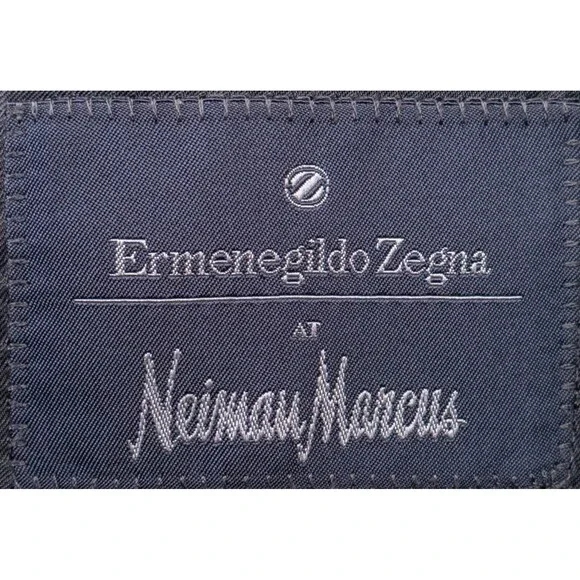 Ermenegildo Zegna
AT
Neiman Marcus